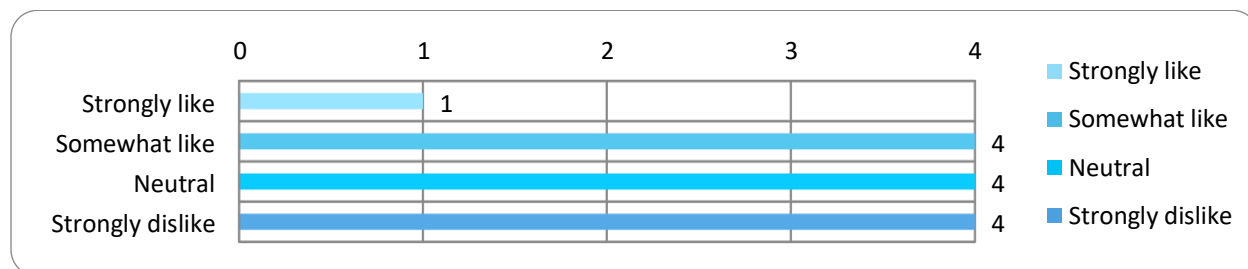 0 1 2 3 4
Strongly like 1
Somewhat like 4
Neutral 4
Strongly dislike 4
Strongly like
Somewhat like
Neutral
Strongly dislike